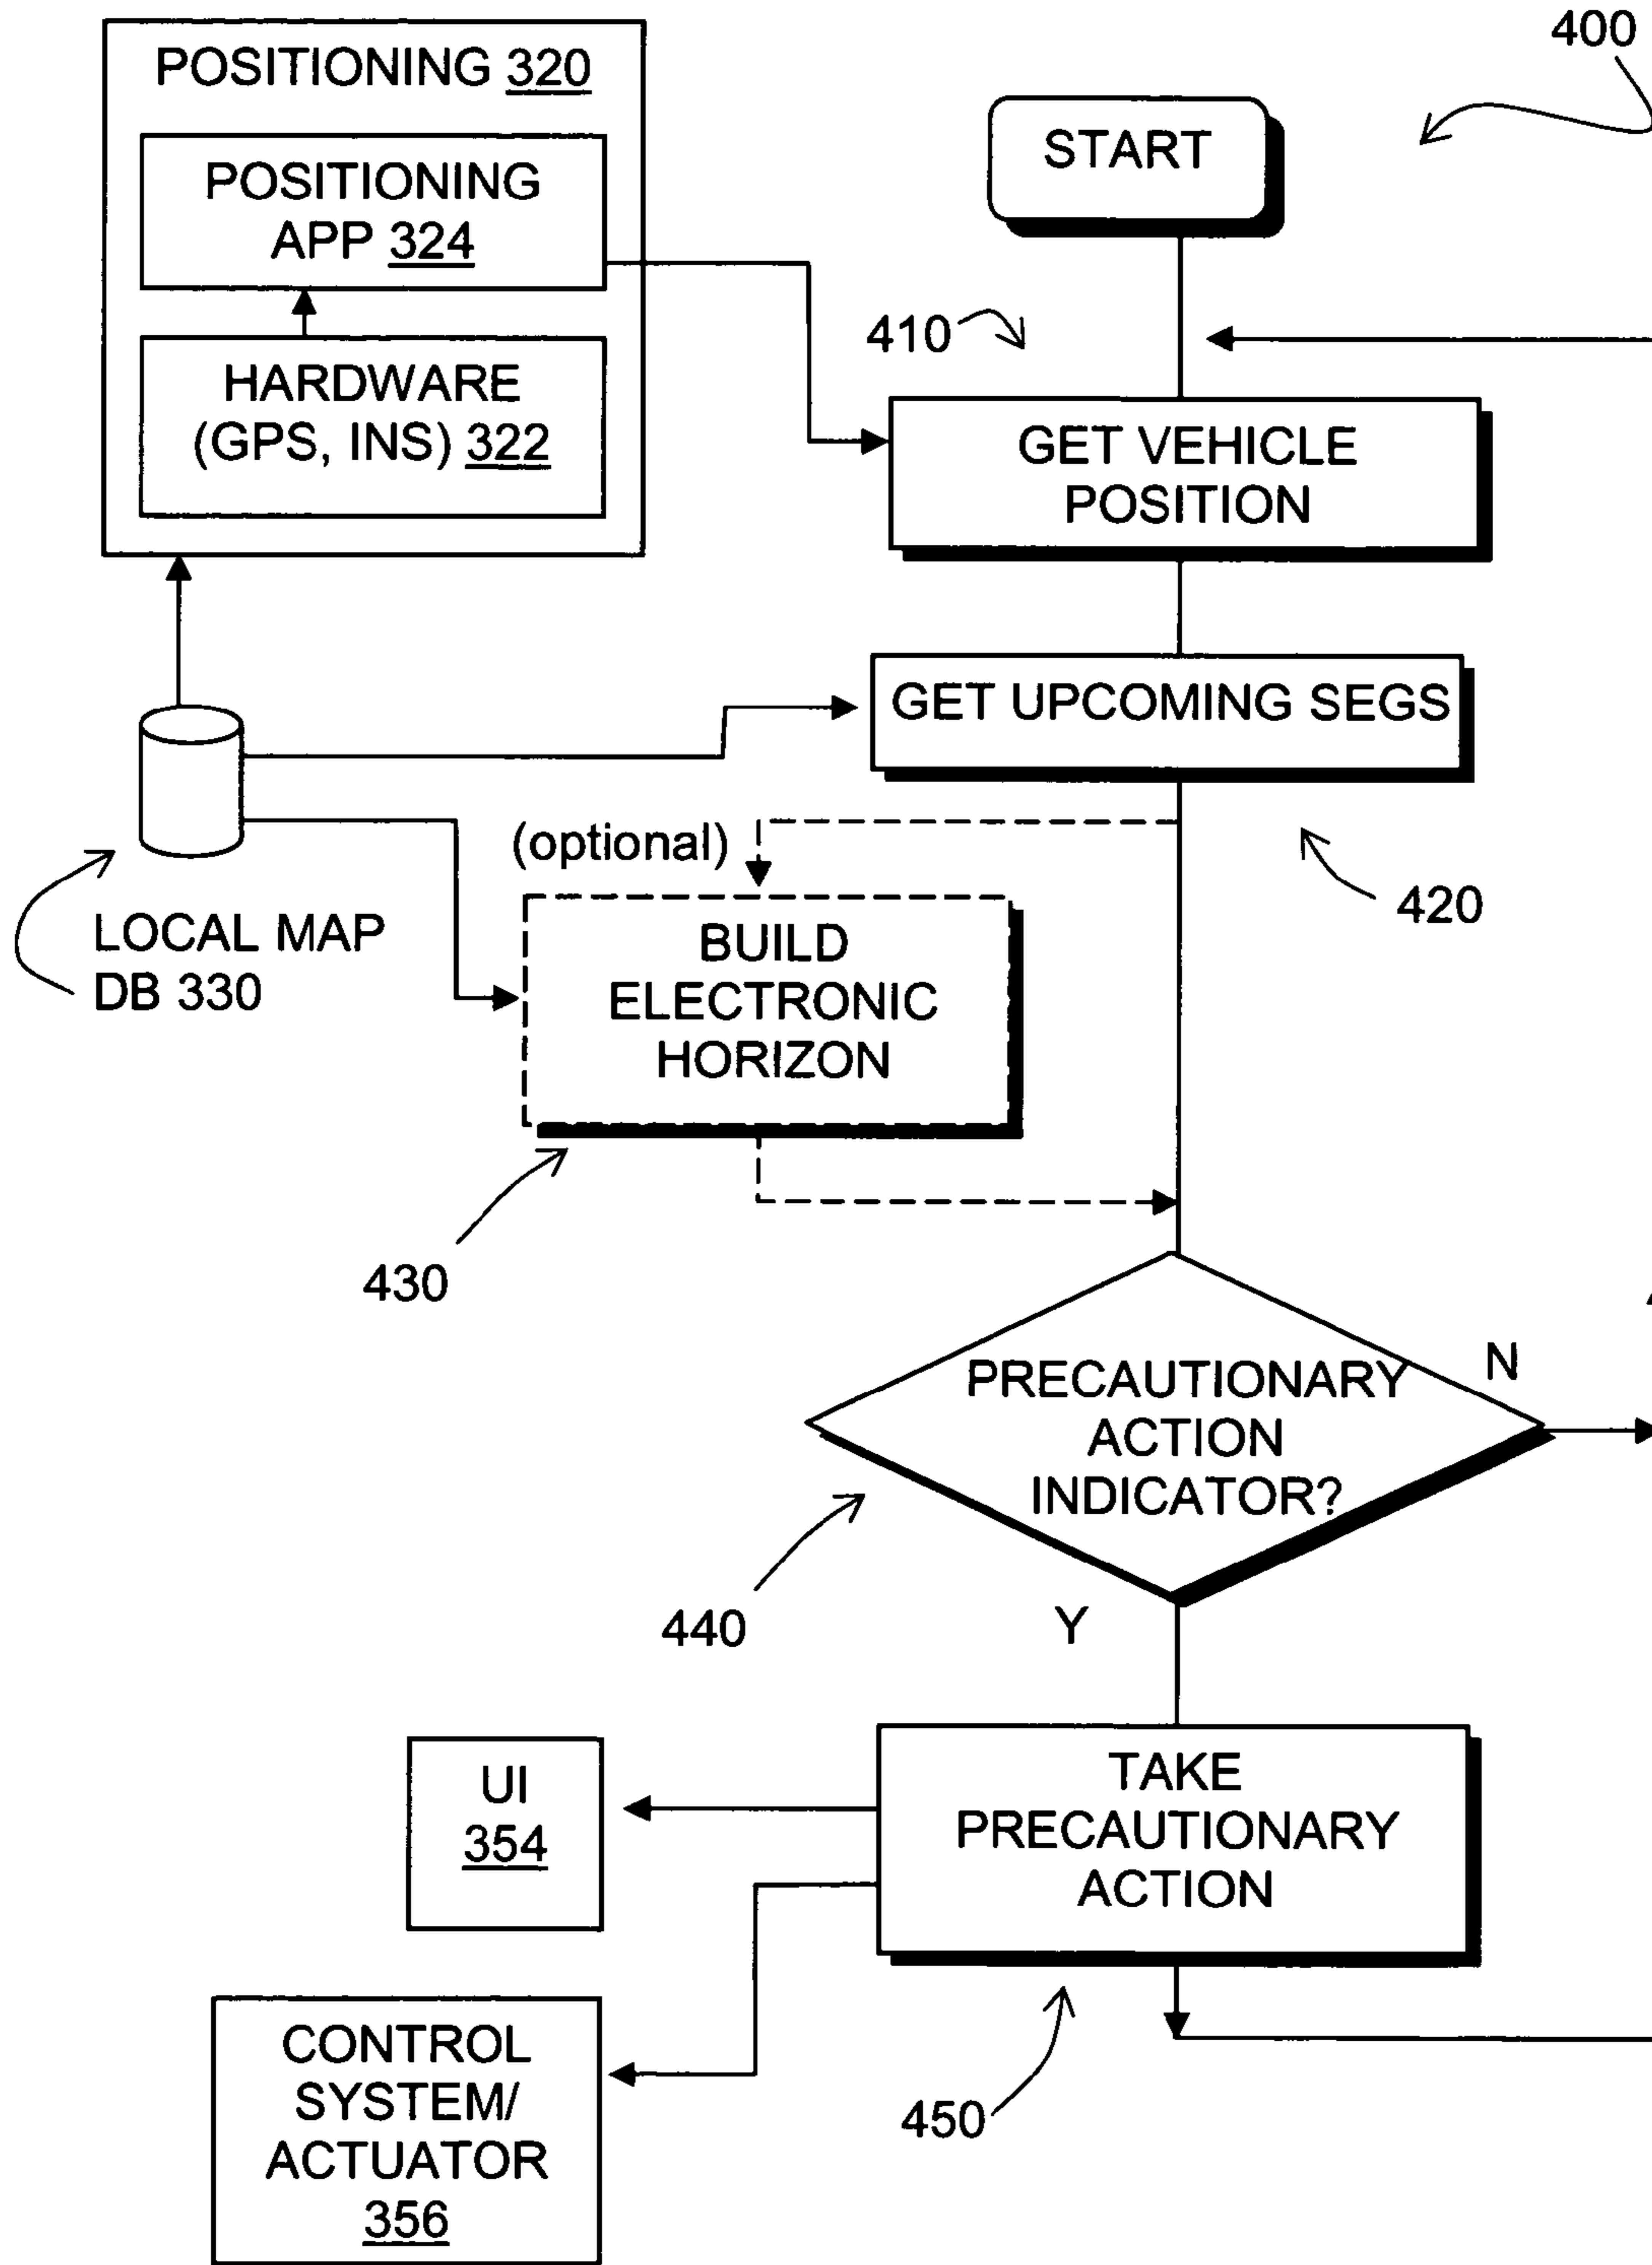 400
POSITIONING 320
START
POSITIONING
APP 324
410
HARDWARE
(GPS, INS) 322
GET VEHICLE
POSITION
GET UPCOMING SEGS
(optional)
420
LOCAL MAP
DB 330
BUILD
ELECTRONIC
HORIZON
430
PRECAUTIONARY
ACTION
INDICATOR?
N
440
Y
UI
354
TAKE
PRECAUTIONARY
ACTION
CONTROL
SYSTEM/
ACTUATOR
356
450